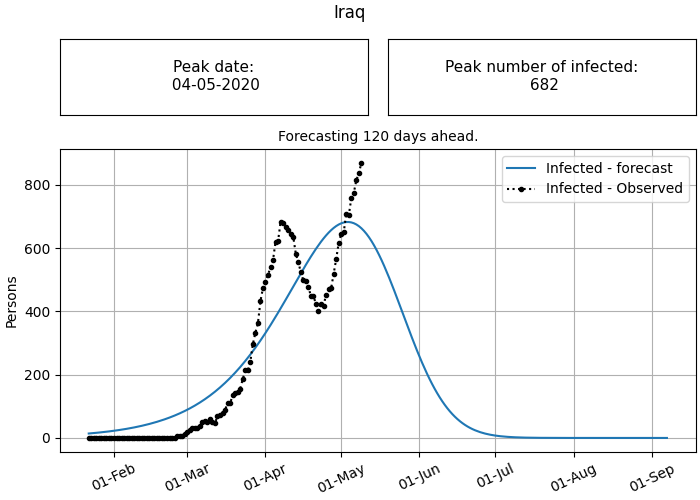 Iraq
Peak date:
04-05-2020
Peak number of infected:
682
Forecasting 120 days ahead.
Infected - forecast
Infected - Observed
800
600
400
200
0
Persons
01-Feb
01-Mar
01-Apr
01-May
01-Jun
01-Jul
01-Aug
01-Sep